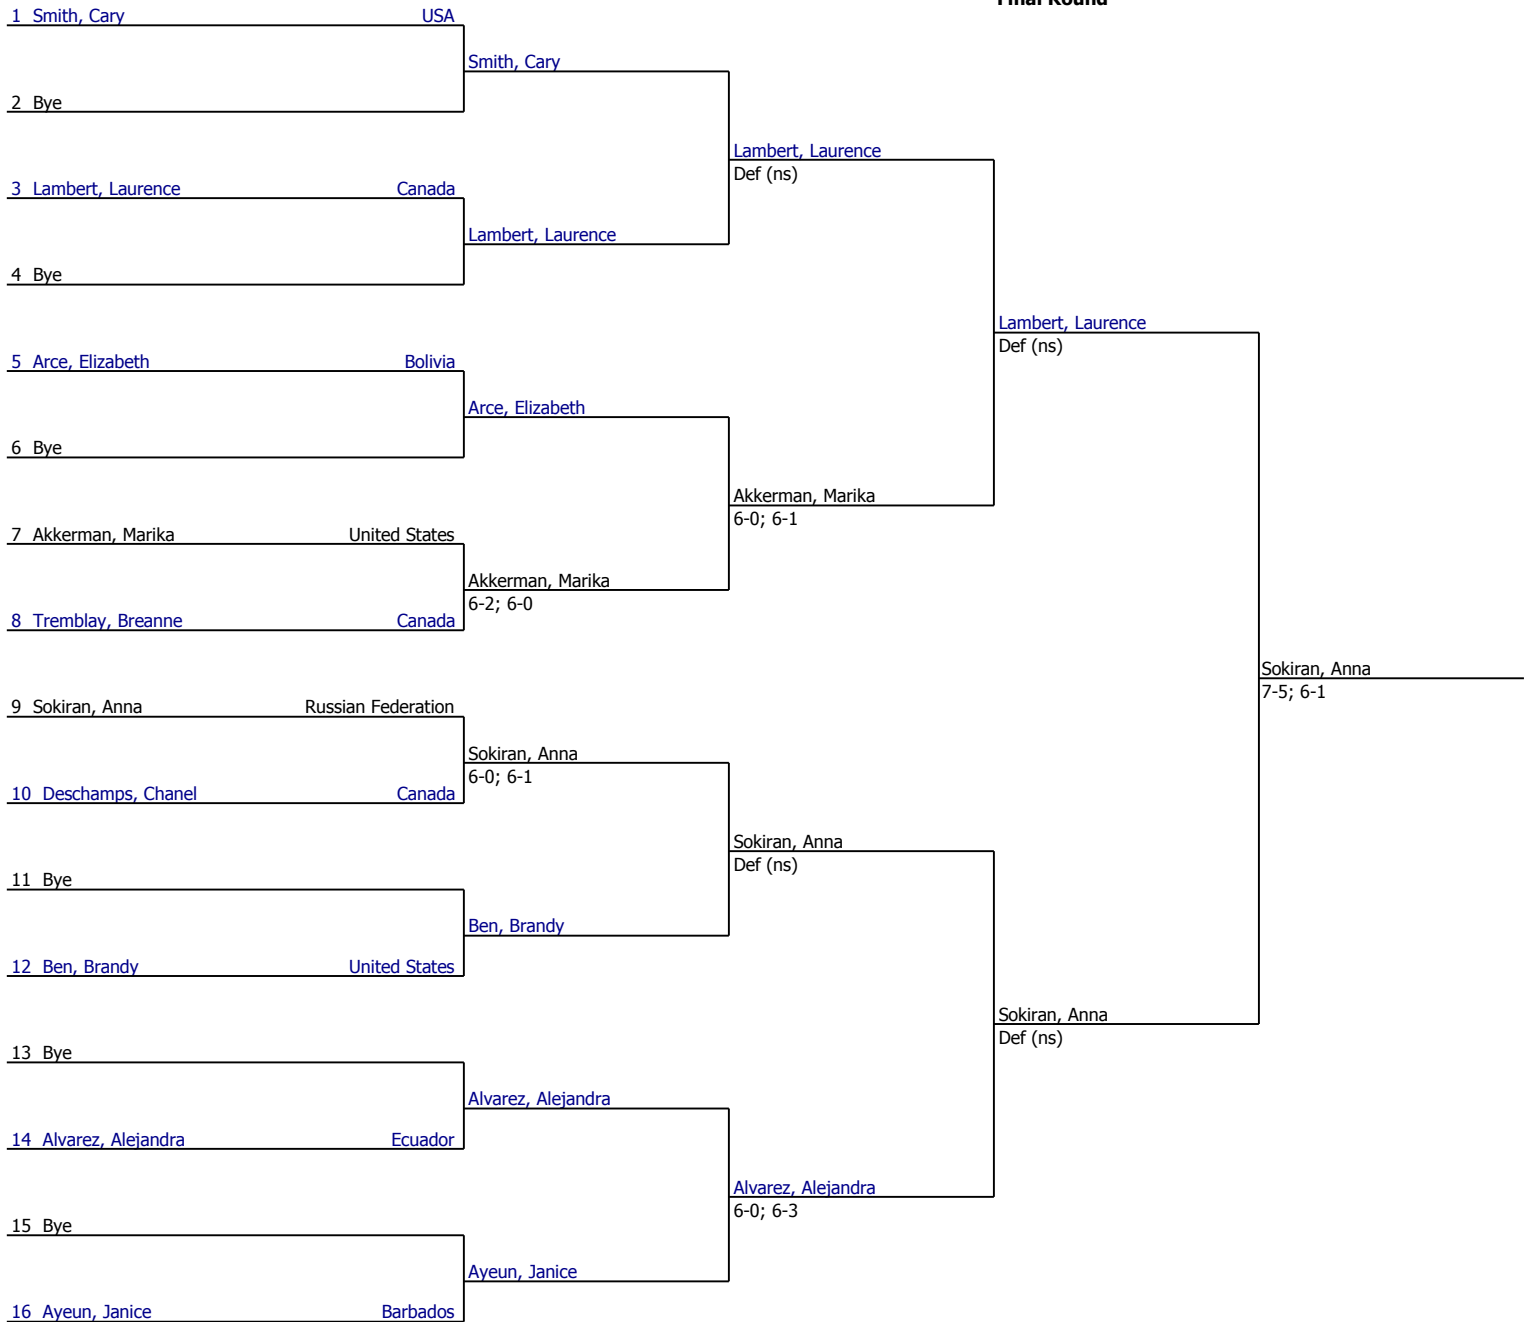 Final Round
1 Smith, Cary USA
Smith, Cary
2 Bye
Lambert, Laurence
Def (ns)
3 Lambert, Laurence Canada
Lambert, Laurence
4 Bye
Lambert, Laurence
Def (ns)
5 Arce, Elizabeth Bolivia
Arce, Elizabeth
6 Bye
Akkerman, Marika
6-0; 6-1
7 Akkerman, Marika United States
Akkerman, Marika
6-2; 6-0
8 Tremblay, Breanne Canada
Sokiran, Anna
7-5; 6-1
9 Sokiran, Anna Russian Federation
Sokiran, Anna
6-0; 6-1
10 Deschamps, Chanel Canada
Sokiran, Anna
Def (ns)
11 Bye
Ben, Brandy
12 Ben, Brandy United States
Sokiran, Anna
Def (ns)
13 Bye
Alvarez, Alejandra
14 Alvarez, Alejandra Ecuador
Alvarez, Alejandra
6-0; 6-3
15 Bye
Ayeun, Janice
16 Ayeun, Janice Barbados